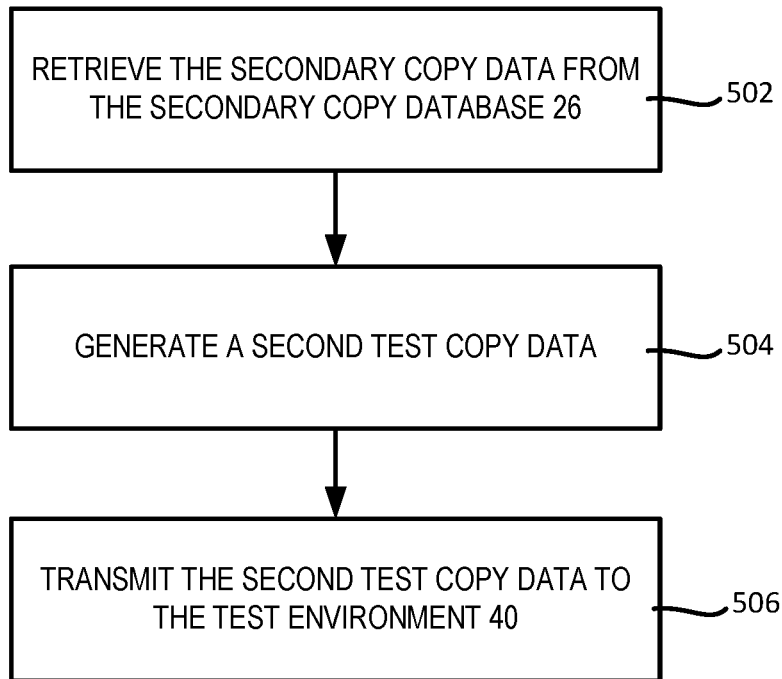 RETRIEVE THE SECONDARY COPY DATA FROM
THE SECONDARY COPY DATABASE 26
502
GENERATE A SECOND TEST COPY DATA
504
TRANSMIT THE SECOND TEST COPY DATA TO
THE TEST ENVIRONMENT 40
506